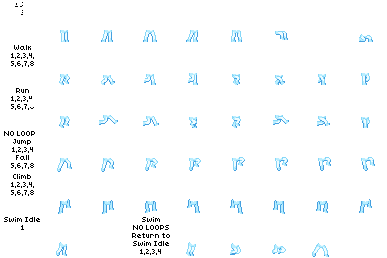 Walk
1,2,3,4,
5,6,7,8
Run
1,2,3,4
5,6,7,
NO LOOP
Jump
1,2,3,4
Fall
5,6,7,8
Climb
1,2,3,4,
5,6,7,8
Swim Idle
1
Swim
NO LOOPS
Return to
Swim Idle
1,2,3,4